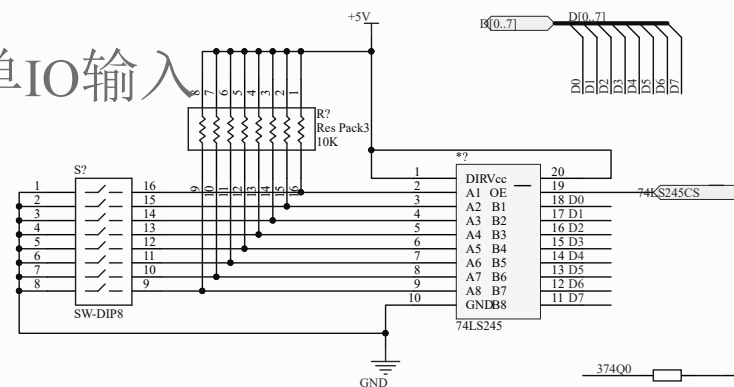 +5V
D[0..7]
D[0..7]
单IO输入
8 7 6 5 4 3 2 1
D0 D1 D2 D3 D4 D5 D6 D7
R?
Res Pack3
10K
9 10 11 12 13 14 15 16
S?
1 16
2 15
3 14
4 13
5 12
6 11
7 10
8 9
SW-DIP8
*?
1 DIR Vcc 20
2 A1 OE 19 74LS245CS
3 A2 B1 18 D0
4 A3 B2 17 D1
5 A4 B3 16 D2
6 A5 B4 15 D3
7 A6 B5 14 D4
8 A7 B6 13 D5
9 A8 B7 12 D6
10 GND B8 11 D7
74LS245
GND
374Q0